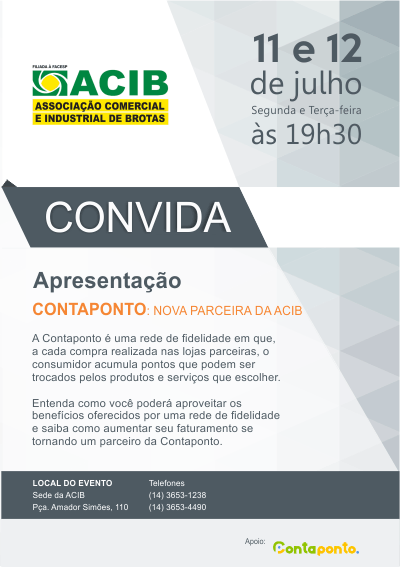 FILIADA À FACESP
ACIB
ASSOCIAÇÃO COMERCIAL
E INDUSTRIAL DE BROTAS
11 e 12
de julho
Segunda e Terça-feira
às 19h30
CONVIDA
Apresentação
CONTAPONTO: NOVA PARCEIRA DA ACIB
A Contaponto é uma rede de fidelidade em que,
a cada compra realizada nas lojas parceiras, o
consumidor acumula pontos que podem ser
trocados pelos produtos e serviços que escolher.
Entenda como você poderá aproveitar os
benefícios oferecidos por uma rede de fidelidade
e saiba como aumentar seu faturamento se
tornando um parceiro da Contaponto.
LOCAL DO EVENTO
Sede da ACIB
Pça. Amador Simões, 110
Telefones
(14) 3653-1238
(14) 3653-4490
Apoio:
Contaponto.